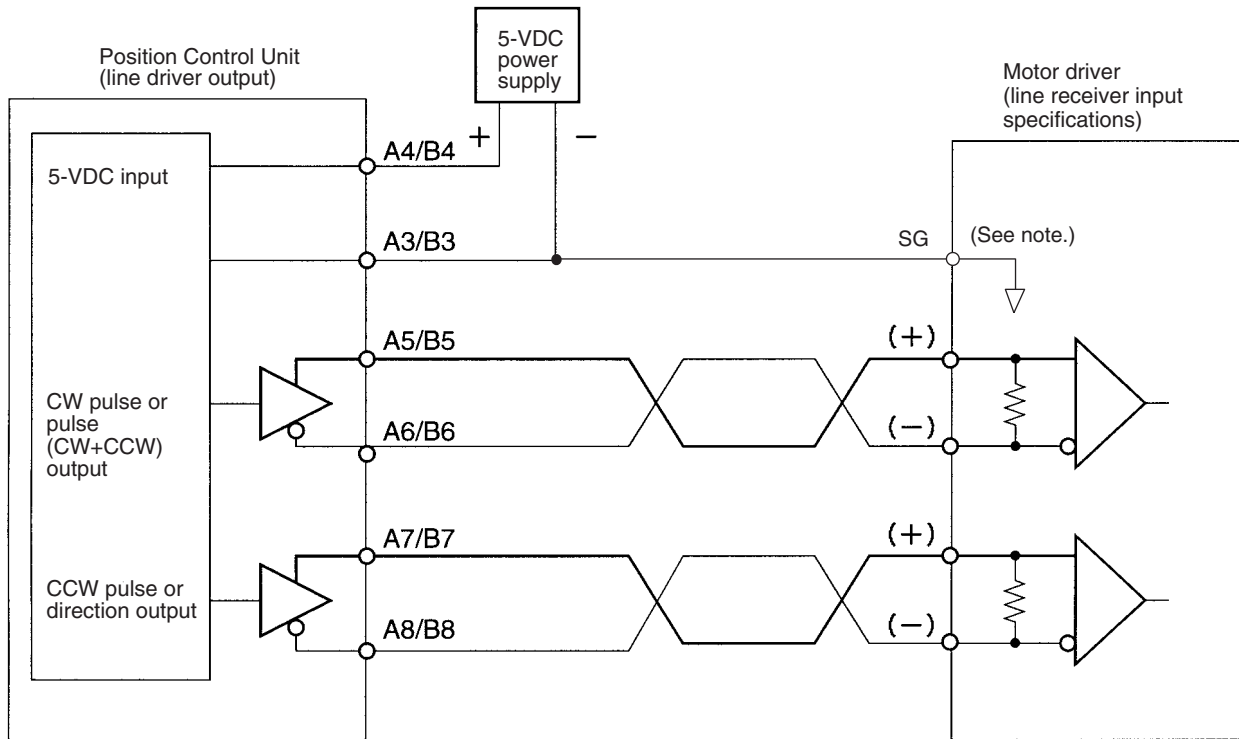 5-VDC
power
supply
Position Control Unit
(line driver output)
Motor driver
(line receiver input
specifications)
+
−
A4/B4
5-VDC input
A3/B3
SG
(See note.)
A5/B5
(+)
CW pulse or
pulse
(CW+CCW)
output
A6/B6
(−)
A7/B7
(+)
CCW pulse or
direction output
A8/B8
(−)